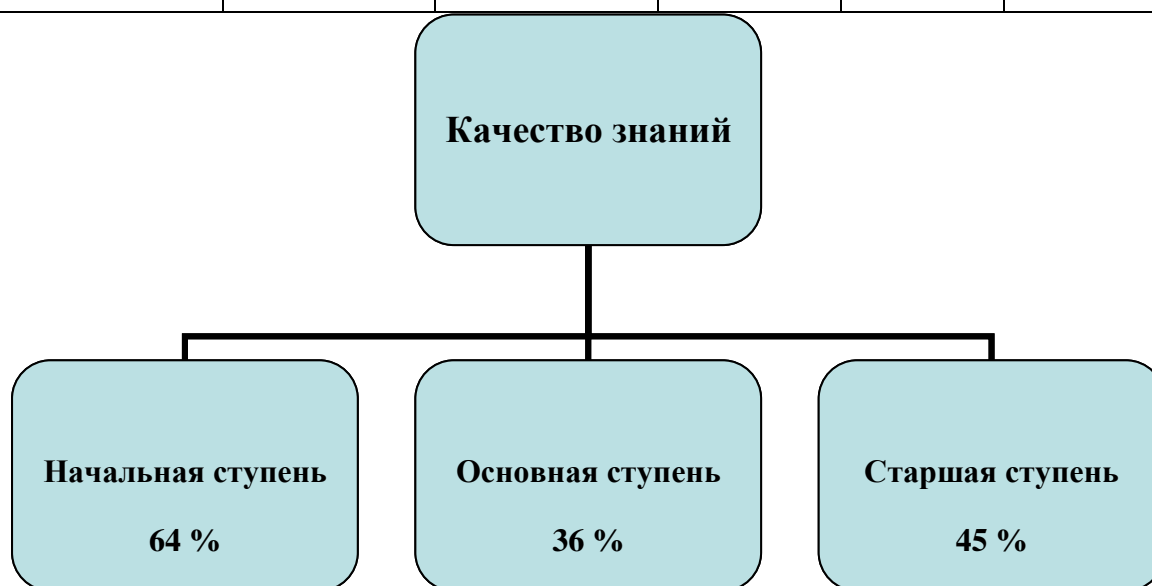 Качество знаний
Начальная ступень
64 %
Основная ступень
36 %
Старшая ступень
45 %